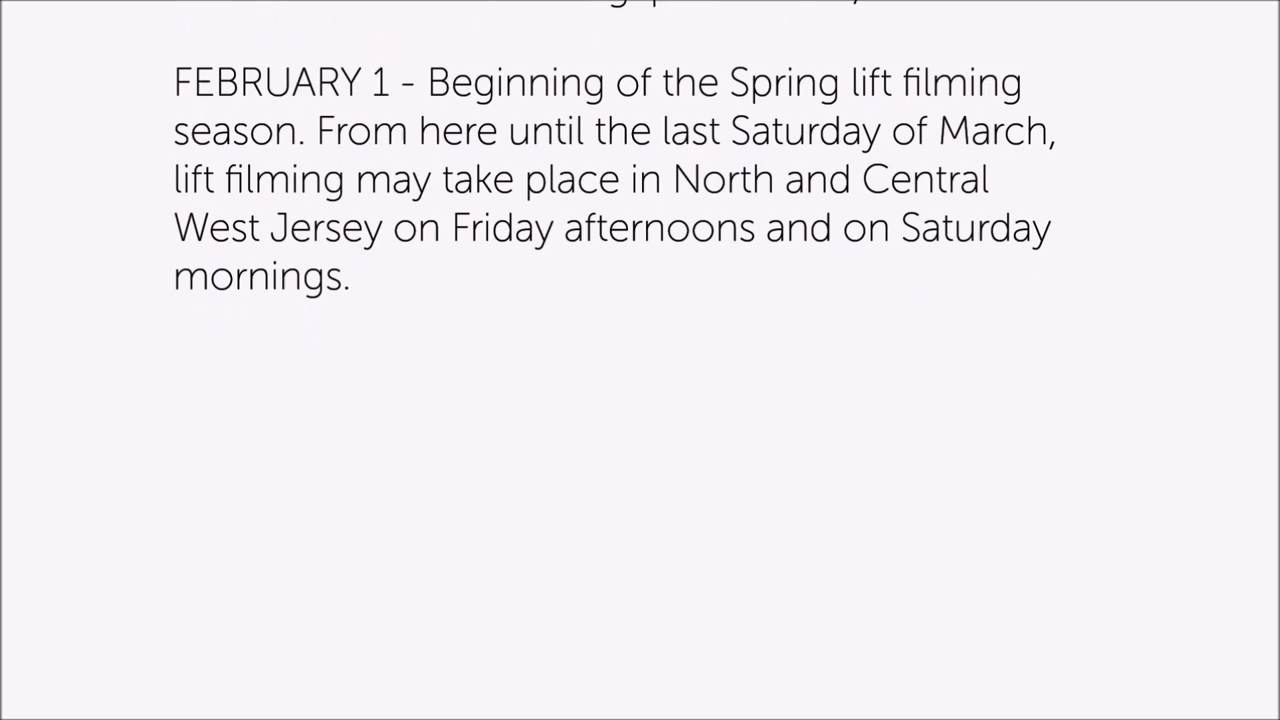 FEBRUARY 1 - Beginning of the Spring lift filming
season. From here until the last Saturday of March,
lift filming may take place in North and Central
West Jersey on Friday afternoons and on Saturday
mornings.